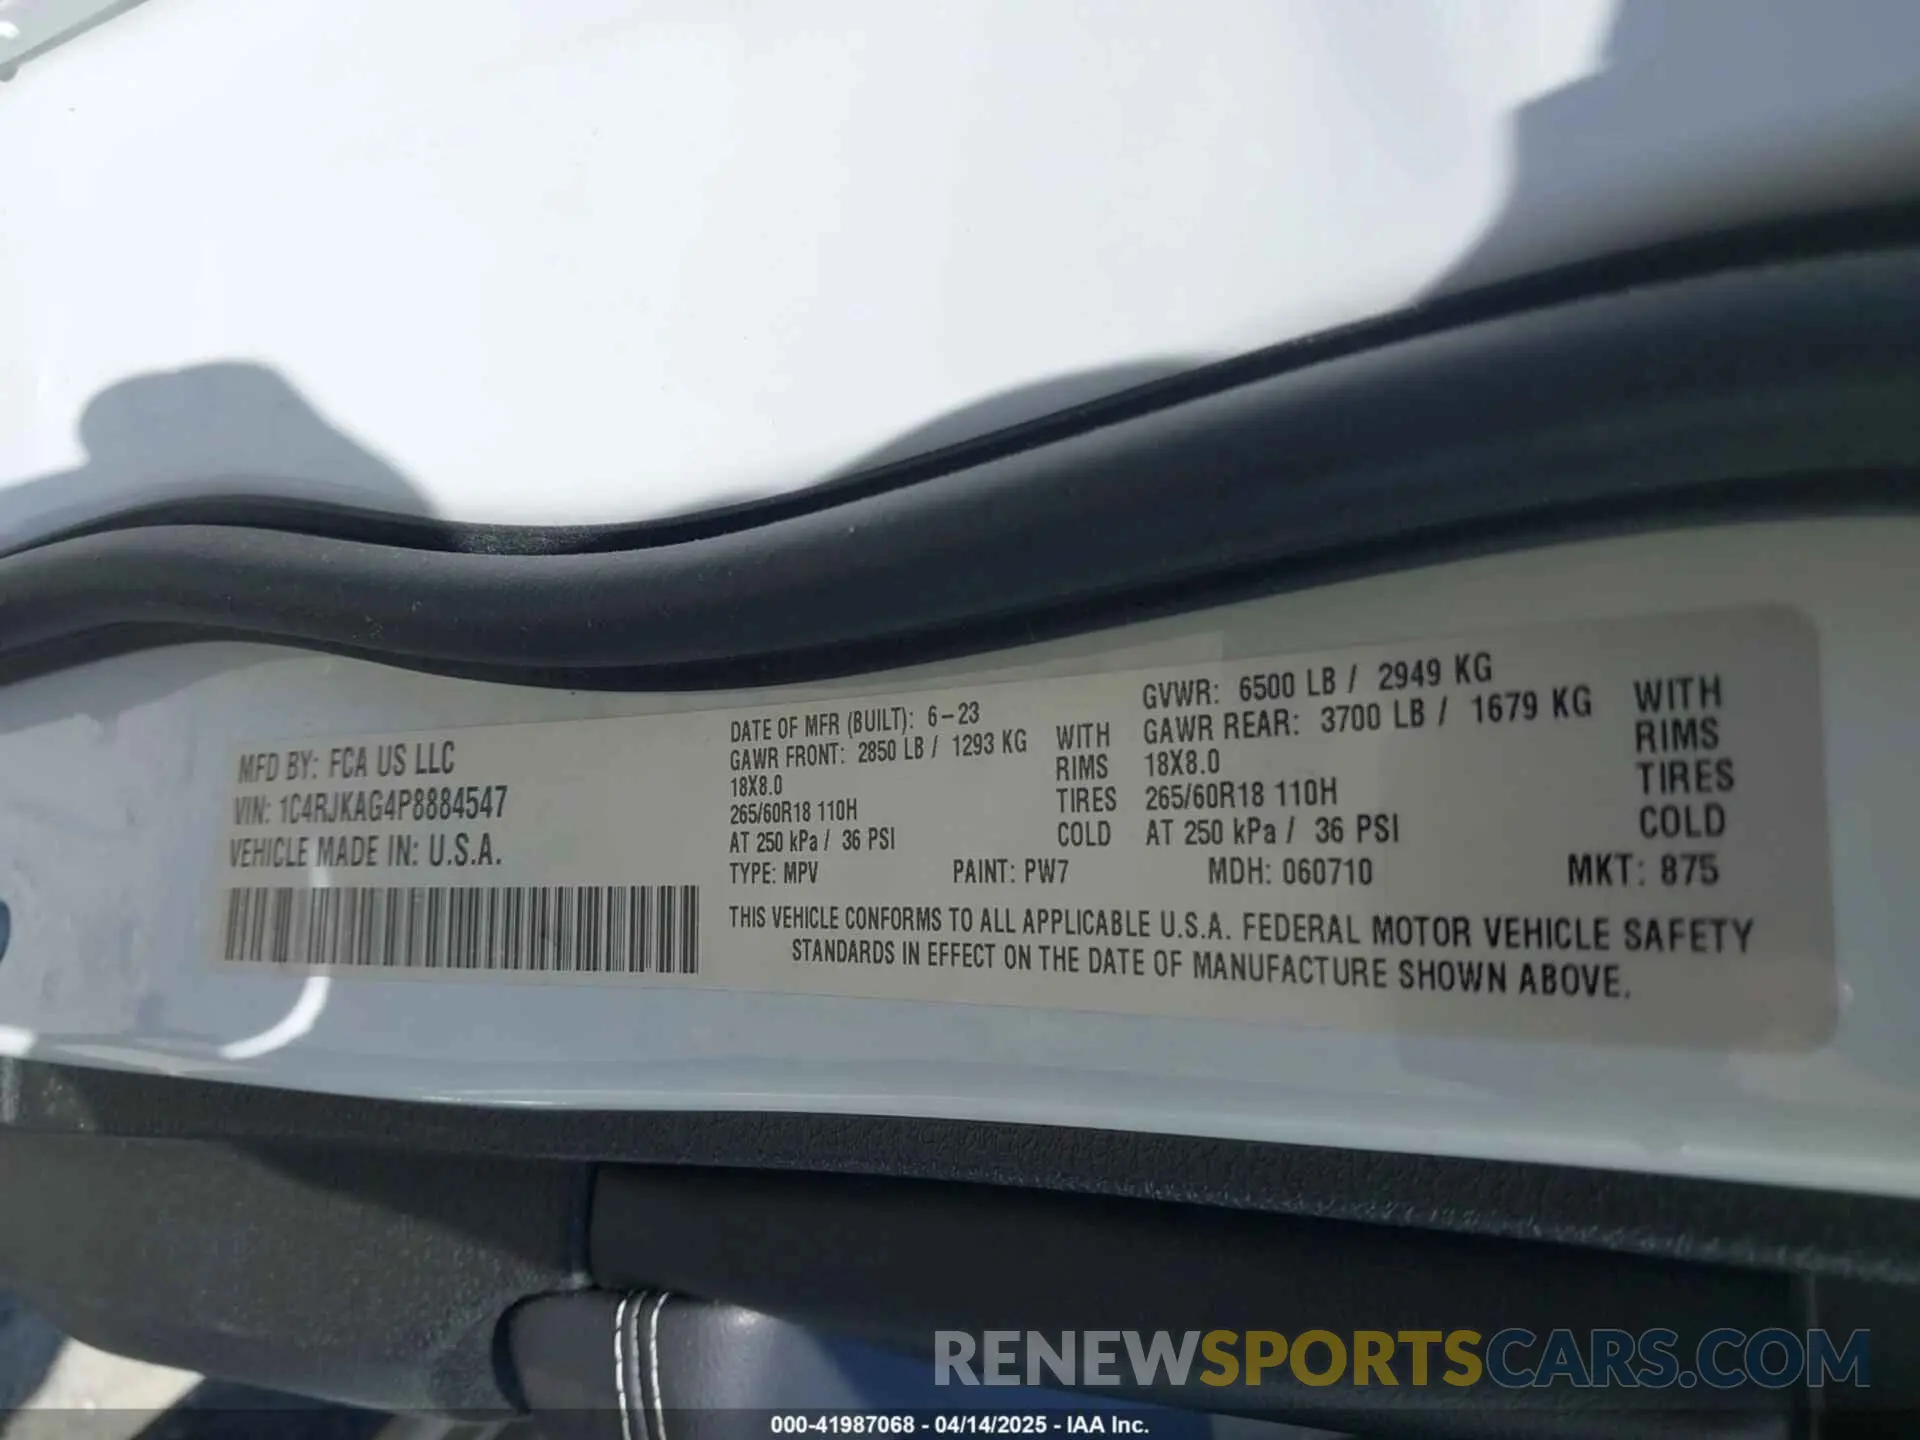 MFD BY: FCA US LLC
VIN: 1C4RJKAG4P8884547
VEHICLE MADE IN: U.S.A.
DATE OF MFR (BUILT): 6-23
GAWR FRONT: 2850 LB / 1293 KG WITH
18X8.0 RIMS
265/60R18 110H TIRES
AT 250 kPa / 36 PSI COLD
GVWR: 6500 LB / 2949 KG
GAWR REAR: 3700 LB / 1679 KG WITH
18X8.0 RIMS
265/60R18 110H TIRES
AT 250 kPa / 36 PSI COLD
TYPE: MPV PAINT: PW7 MDH: 060710 MKT: 875
THIS VEHICLE CONFORMS TO ALL APPLICABLE U.S.A. FEDERAL MOTOR VEHICLE SAFETY
STANDARDS IN EFFECT ON THE DATE OF MANUFACTURE SHOWN ABOVE.
RENEWSPORTSCARS.COM
000-41987068 - 04/14/2025 - IAA Inc.